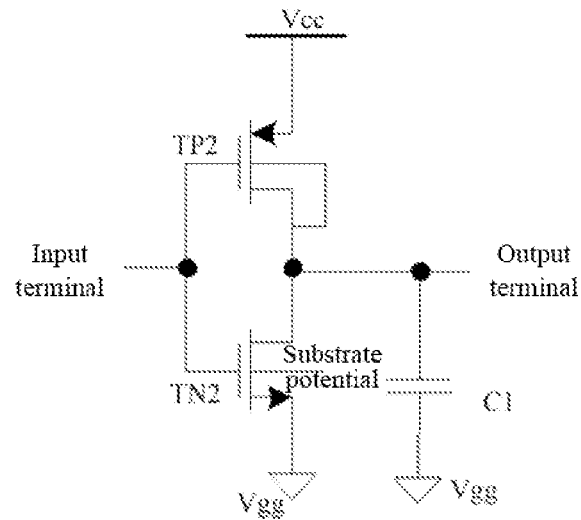 Vcc
TP2
Input
terminal
Output
terminal
Substrate
potential
TN2
C1
Vgg
Vgg